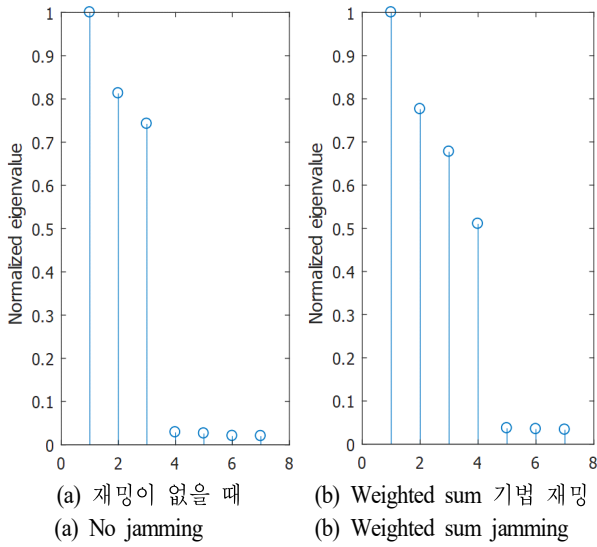 Normalized eigenvalue
1
0.9
0.8
0.7
0.6
0.5
0.4
0.3
0.2
0.1
0
0 2 4 6 8
(a) 재밍이 없을 때
(a) No jamming
Normalized eigenvalue
1
0.9
0.8
0.7
0.6
0.5
0.4
0.3
0.2
0.1
0
0 2 4 6 8
(b) Weighted sum 기법 재밍
(b) Weighted sum jamming